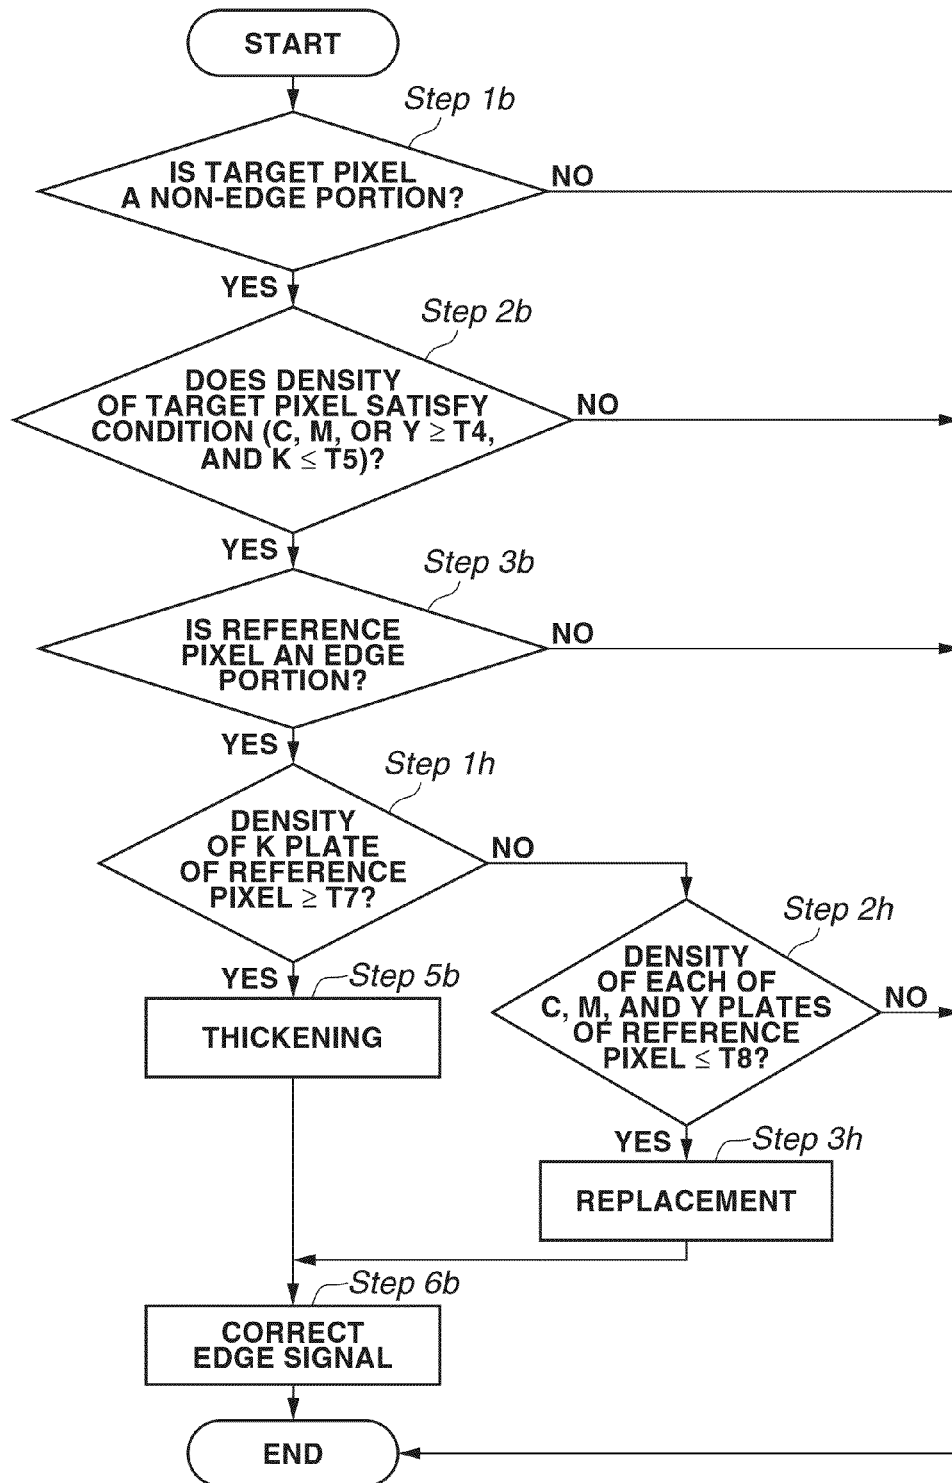 START
Step 1b
IS TARGET PIXEL
A NON-EDGE PORTION?
NO
YES
Step 2b
DOES DENSITY
OF TARGET PIXEL SATISFY
CONDITION (C, M, OR Y ≥ T4,
AND K ≤ T5)?
NO
YES
Step 3b
IS REFERENCE
PIXEL AN EDGE
PORTION?
NO
YES
Step 1h
DENSITY
OF K PLATE
OF REFERENCE
PIXEL ≥ T7?
NO
YES
Step 5b
THICKENING
Step 2h
DENSITY
OF EACH OF
C, M, AND Y PLATES
OF REFERENCE
PIXEL ≤ T8?
NO
YES
Step 3h
REPLACEMENT
Step 6b
CORRECT
EDGE SIGNAL
END